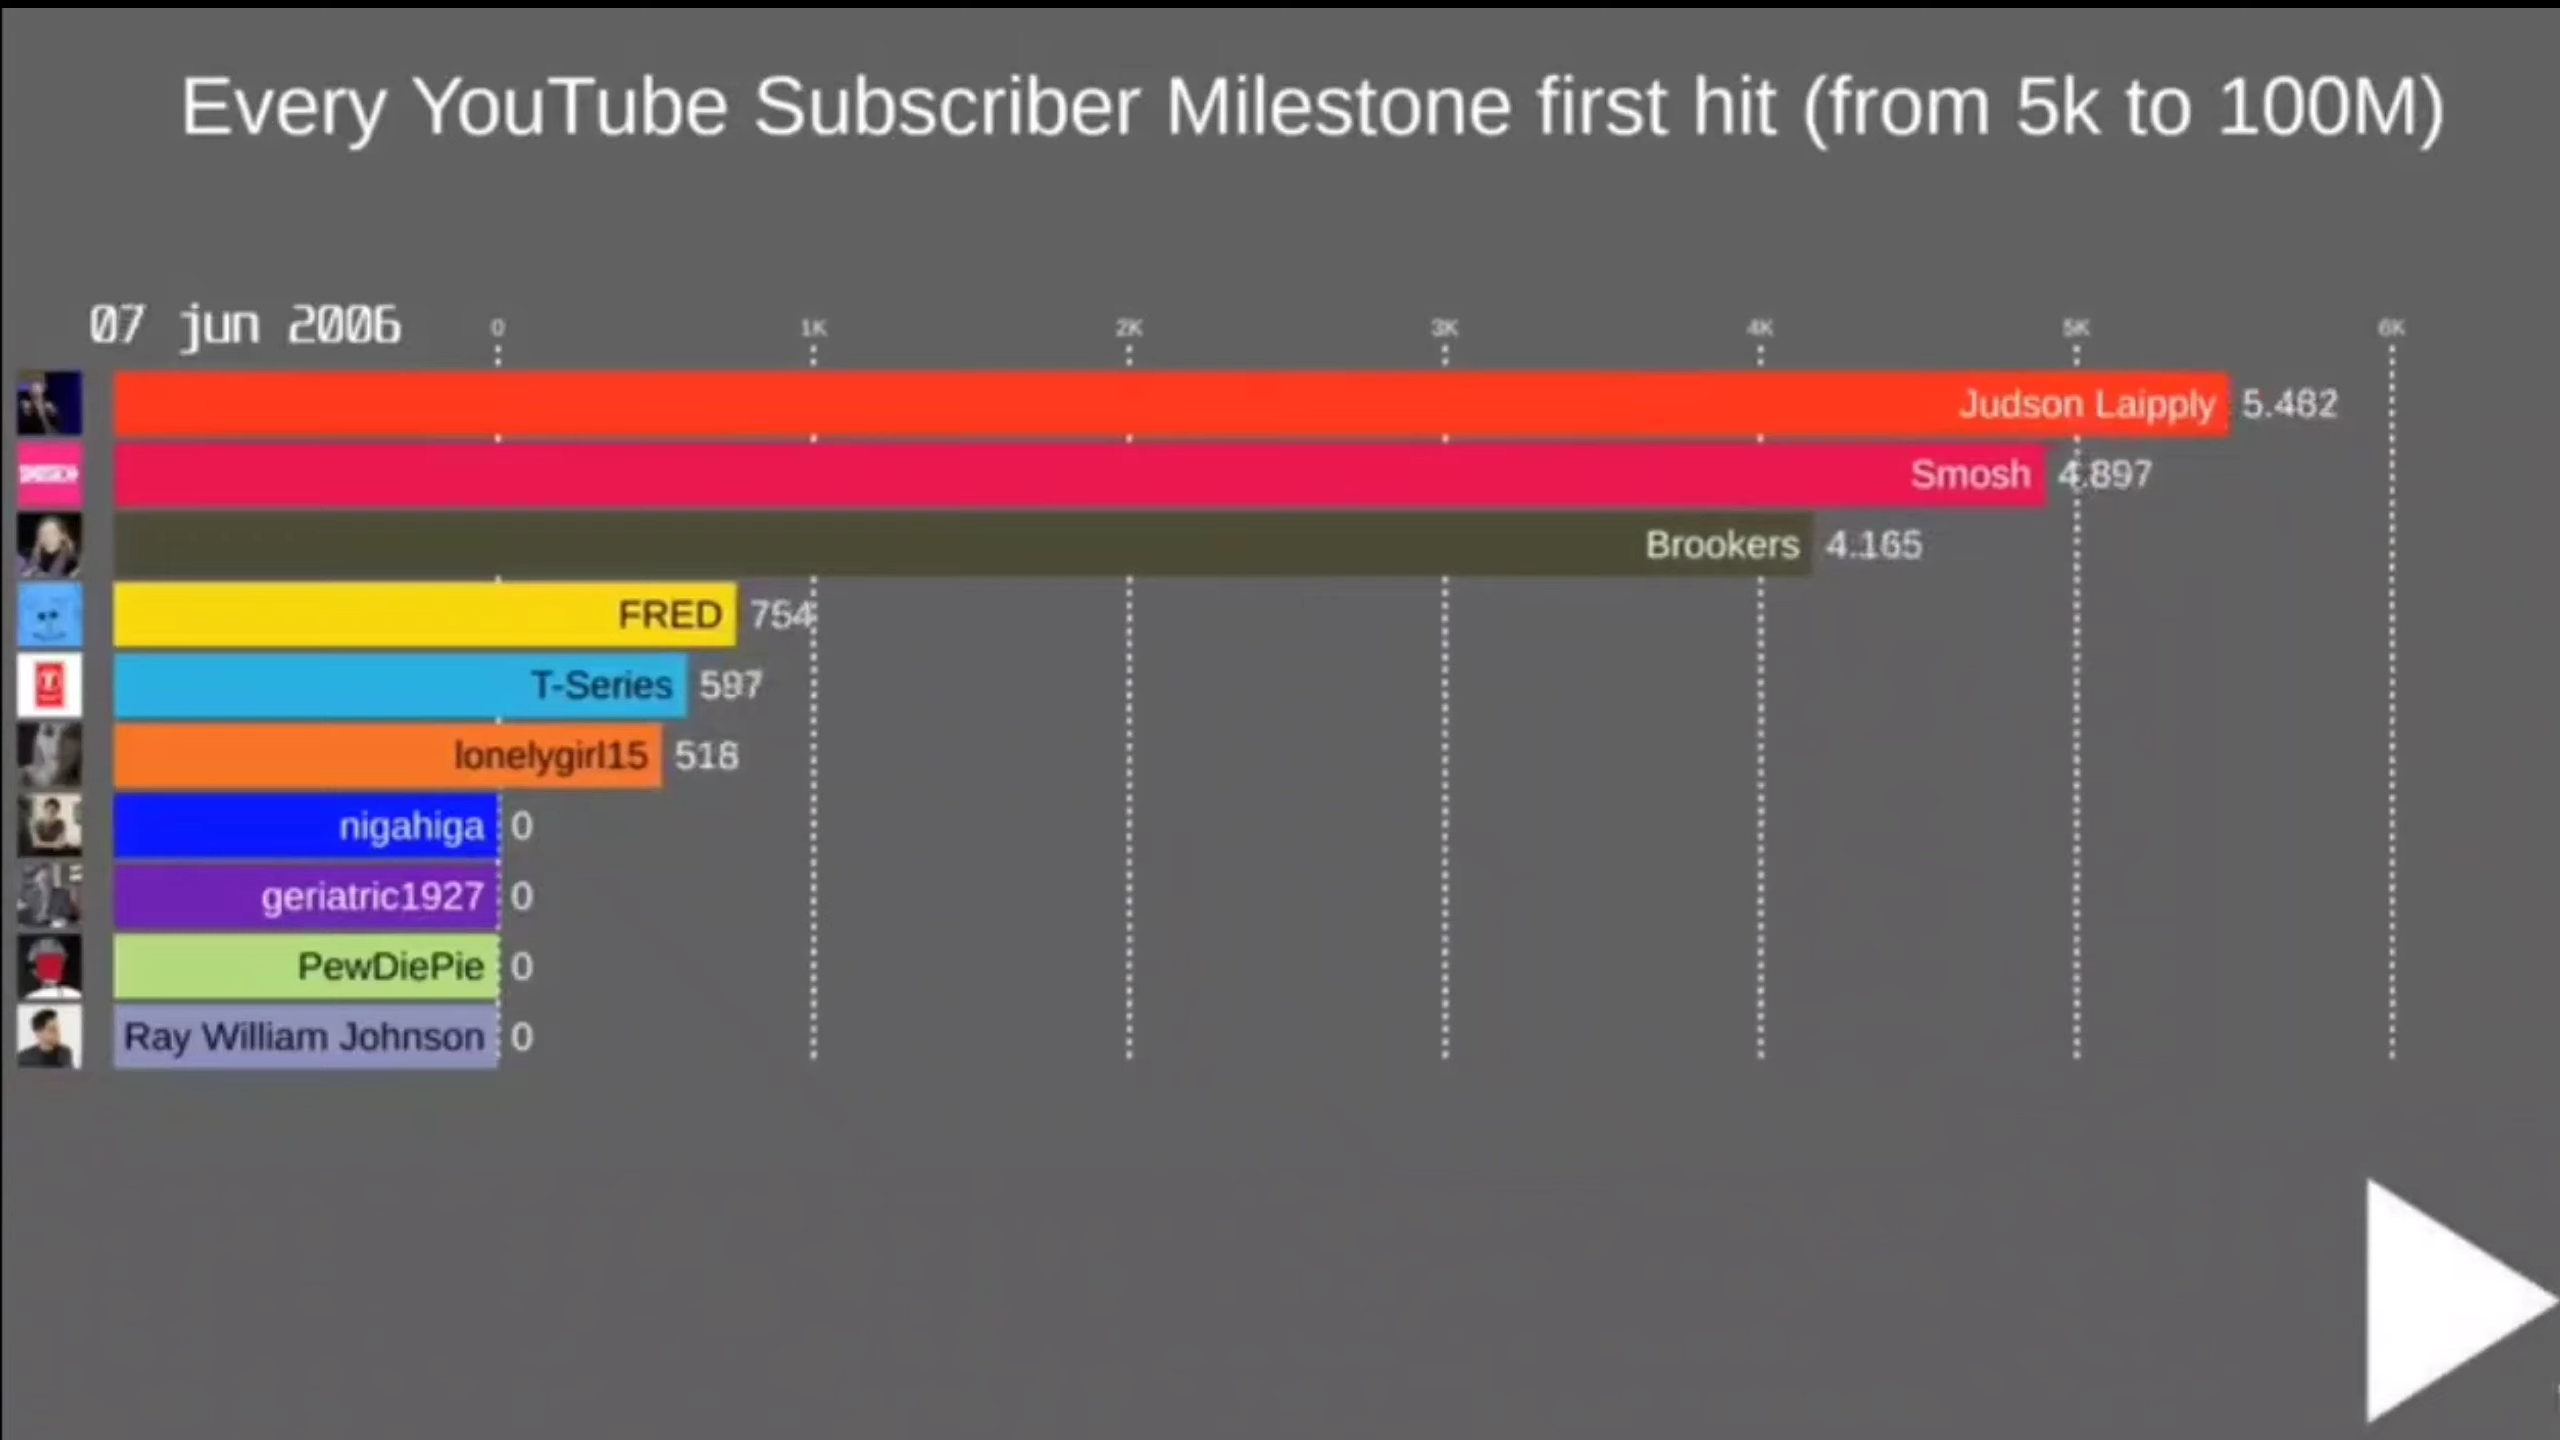 Every YouTube Subscriber Milestone first hit (from 5k to 100M)
07 jun 2006
0 1K 2K 3K 4K 5K 6K
Judson Laipply 5.462
Smosh 4.897
Brookers 4.165
FRED 754
T-Series 597
lonelygirl15 518
nigahiga 0
geriatric1927 0
PewDiePie 0
Ray William Johnson 0